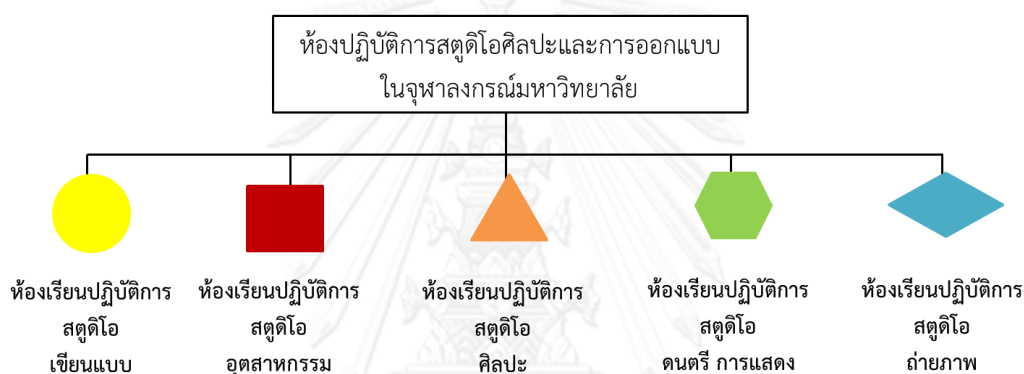 ห้องปฏิบัติการสตูดิโอศิลปะและการออกแบบ
ในจุฬาลงกรณ์มหาวิทยาลัย
ห้องเรียนปฏิบัติการ
สตูดิโอ
เขียนแบบ
ห้องเรียนปฏิบัติการ
สตูดิโอ
อุตสาหกรรม
ห้องเรียนปฏิบัติการ
สตูดิโอ
ศิลปะ
ห้องเรียนปฏิบัติการ
สตูดิโอ
ดนตรี การแสดง
ห้องเรียนปฏิบัติการ
สตูดิโอ
ถ่ายภาพ